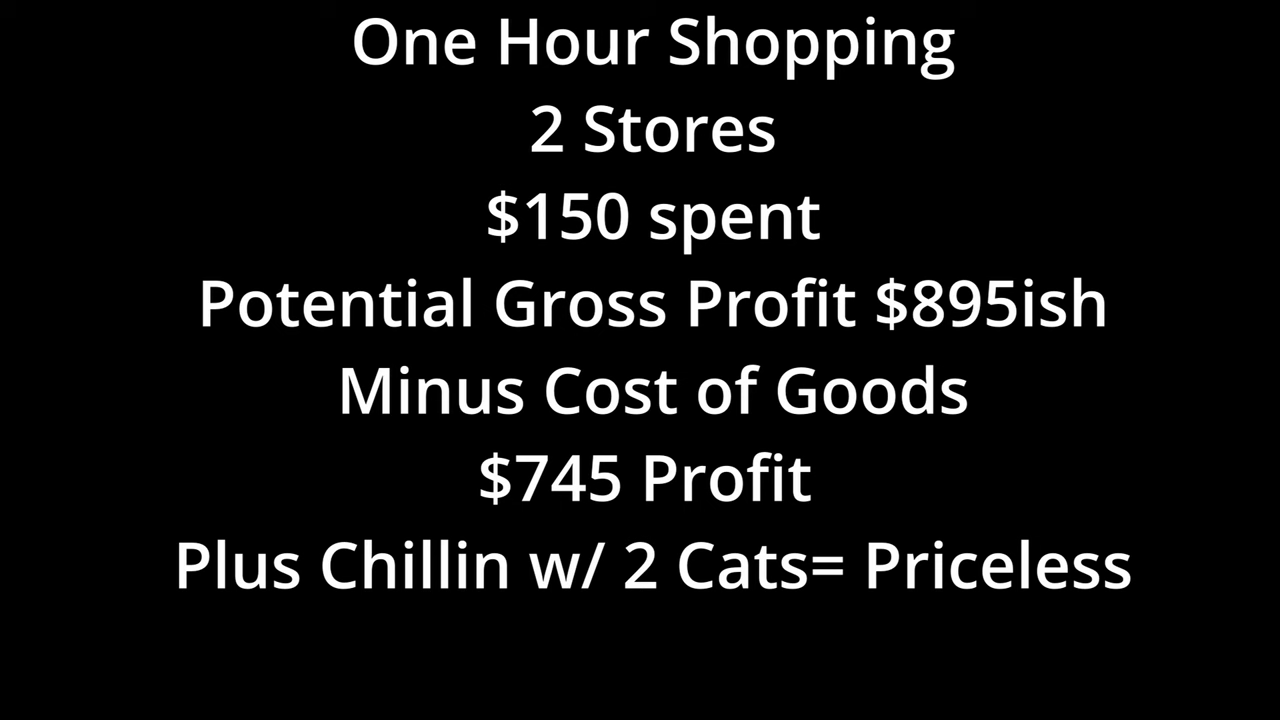 One Hour Shopping
2 Stores
$150 spent
Potential Gross Profit $895ish
Minus Cost of Goods
$745 Profit
Plus Chillin w/ 2 Cats= Priceless